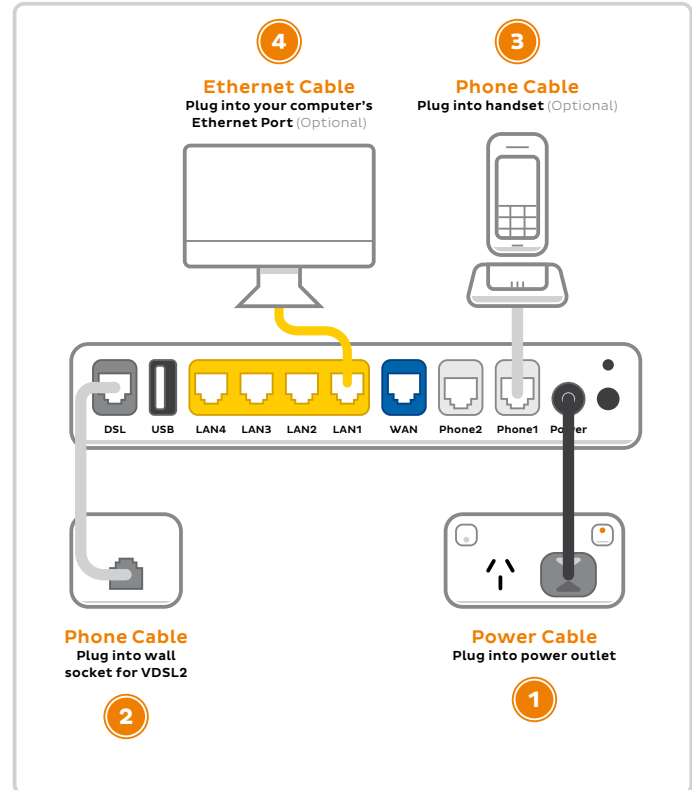 4
Ethernet Cable
Plug into your computer's
Ethernet Port (Optional)
3
Phone Cable
Plug into handset (Optional)
DSL USB LAN4 LAN3 LAN2 LAN1 WAN Phone2 Phone1 Power
Phone Cable
Plug into wall
socket for VDSL2
2
Power Cable
Plug into power outlet
1